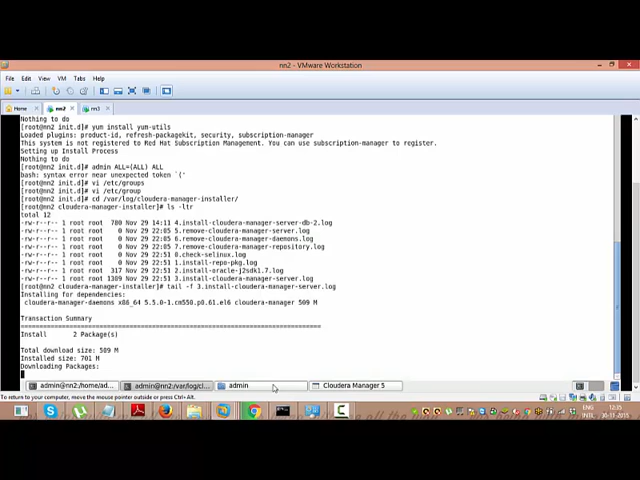 nn2 - VMware Workstation
File Edit View VM Tabs Help
Home nn2 nn3
Nothing to do
[root@nn2 init.d]# yum install yum-utils
Loaded plugins: product-id, refresh-packagekit, security, subscription-manager
This system is not registered to Red Hat Subscription Management. You can use subscription-manager to register.
Setting up Install Process
Nothing to do
[root@nn2 init.d]# admin ALL=(ALL) ALL
bash: syntax error near unexpected token `('
[root@nn2 init.d]# vi /etc/groups
[root@nn2 init.d]# vi /etc/group
[root@nn2 init.d]# cd /var/log/cloudera-manager-installer/
[root@nn2 cloudera-manager-installer]# ls -ltr
total 12
-rw-r--r-- 1 root root 780 Nov 29 14:11 4.install-cloudera-manager-server-db-2.log
-rw-r--r-- 1 root root 0 Nov 29 22:05 5.remove-cloudera-manager-server.log
-rw-r--r-- 1 root root 0 Nov 29 22:05 6.remove-cloudera-manager-daemons.log
-rw-r--r-- 1 root root 0 Nov 29 22:05 7.remove-cloudera-manager-repository.log
-rw-r--r-- 1 root root 0 Nov 29 22:51 0.check-selinux.log
-rw-r--r-- 1 root root 0 Nov 29 22:51 1.install-repo-pkg.log
-rw-r--r-- 1 root root 317 Nov 29 22:51 2.install-oracle-j2sdk1.7.log
-rw-r--r-- 1 root root 1389 Nov 29 22:51 3.install-cloudera-manager-server.log
[root@nn2 cloudera-manager-installer]# tail -f 3.install-cloudera-manager-server.log
Installing for dependencies:
cloudera-manager-daemons x86_64 5.5.0-1.cm550.p0.61.el6 cloudera-manager 509 M
Transaction Summary
Install 2 Package(s)
Total download size: 509 M
Installed size: 701 M
Downloading Packages:
admin@nn2:/home/ad... admin@nn2:/var/log/cl... admin Cloudera Manager 5
To return to your computer, move the mouse pointer outside or press Ctrl+Alt.
ENG 12:35
INTL 30-11-2015